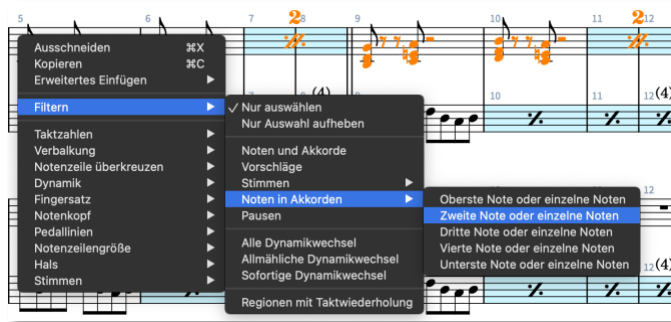 5 6 7 2 8 9 10 11 2 12
Ausschneiden ⌘X
Kopieren ⌘C
Erweitertes Einfügen
Filtern
Taktzahlen
Verbalkung
Notenzeile überkreuzen
Dynamik
Fingersatz
Notenkopf
Pedallinien
Notenzeilengröße
Hals
Stimmen
(4)
✓ Nur auswählen
Nur Auswahl aufheben
Noten und Akkorde
Vorschläge
Stimmen
Noten in Akkorden
Pausen
Alle Dynamikwechsel
Allmähliche Dynamikwechsel
Sofortige Dynamikwechsel
Regionen mit Taktwiederholung
10 11 12 (4)
12
Oberste Note oder einzelne Noten
Zweite Note oder einzelne Noten
Dritte Note oder einzelne Noten
Vierte Note oder einzelne Noten
Unterste Note oder einzelne Noten
12 (4)